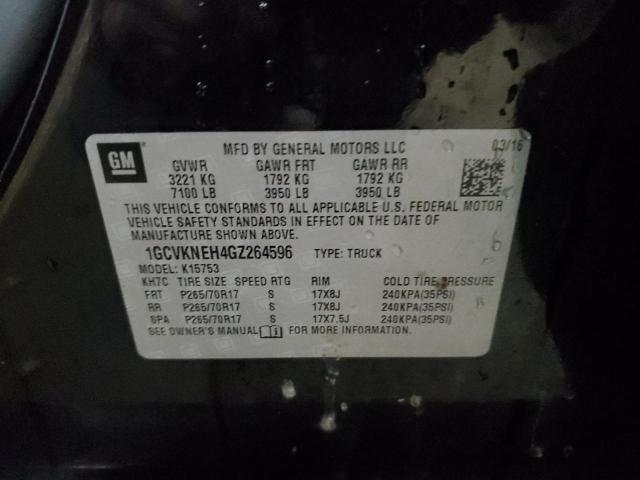 GM
MFD BY GENERAL MOTORS LLC 03/16
GVWR GAWR FRT GAWR RR
3221 KG 1792 KG 1792 KG
7100 LB 3950 LB 3950 LB
THIS VEHICLE CONFORMS TO ALL APPLICABLE U.S. FEDERAL MOTOR
VEHICLE SAFETY STANDARDS IN EFFECT ON THE DATE OF
MANUFACTURE SHOWN ABOVE.
1GCVKNEH4GZ264596 TYPE: TRUCK
MODEL: K15753
KH7C TIRE SIZE SPEED RTG RIM COLD TIRE PRESSURE
FRT P265/70R17 S 17X8J 240KPA(35PSI)
RR P265/70R17 S 17X8J 240KPA(35PSI)
SPA P265/70R17 S 17X7.5J 240KPA(35PSI)
SEE OWNER'S MANUAL FOR MORE INFORMATION.